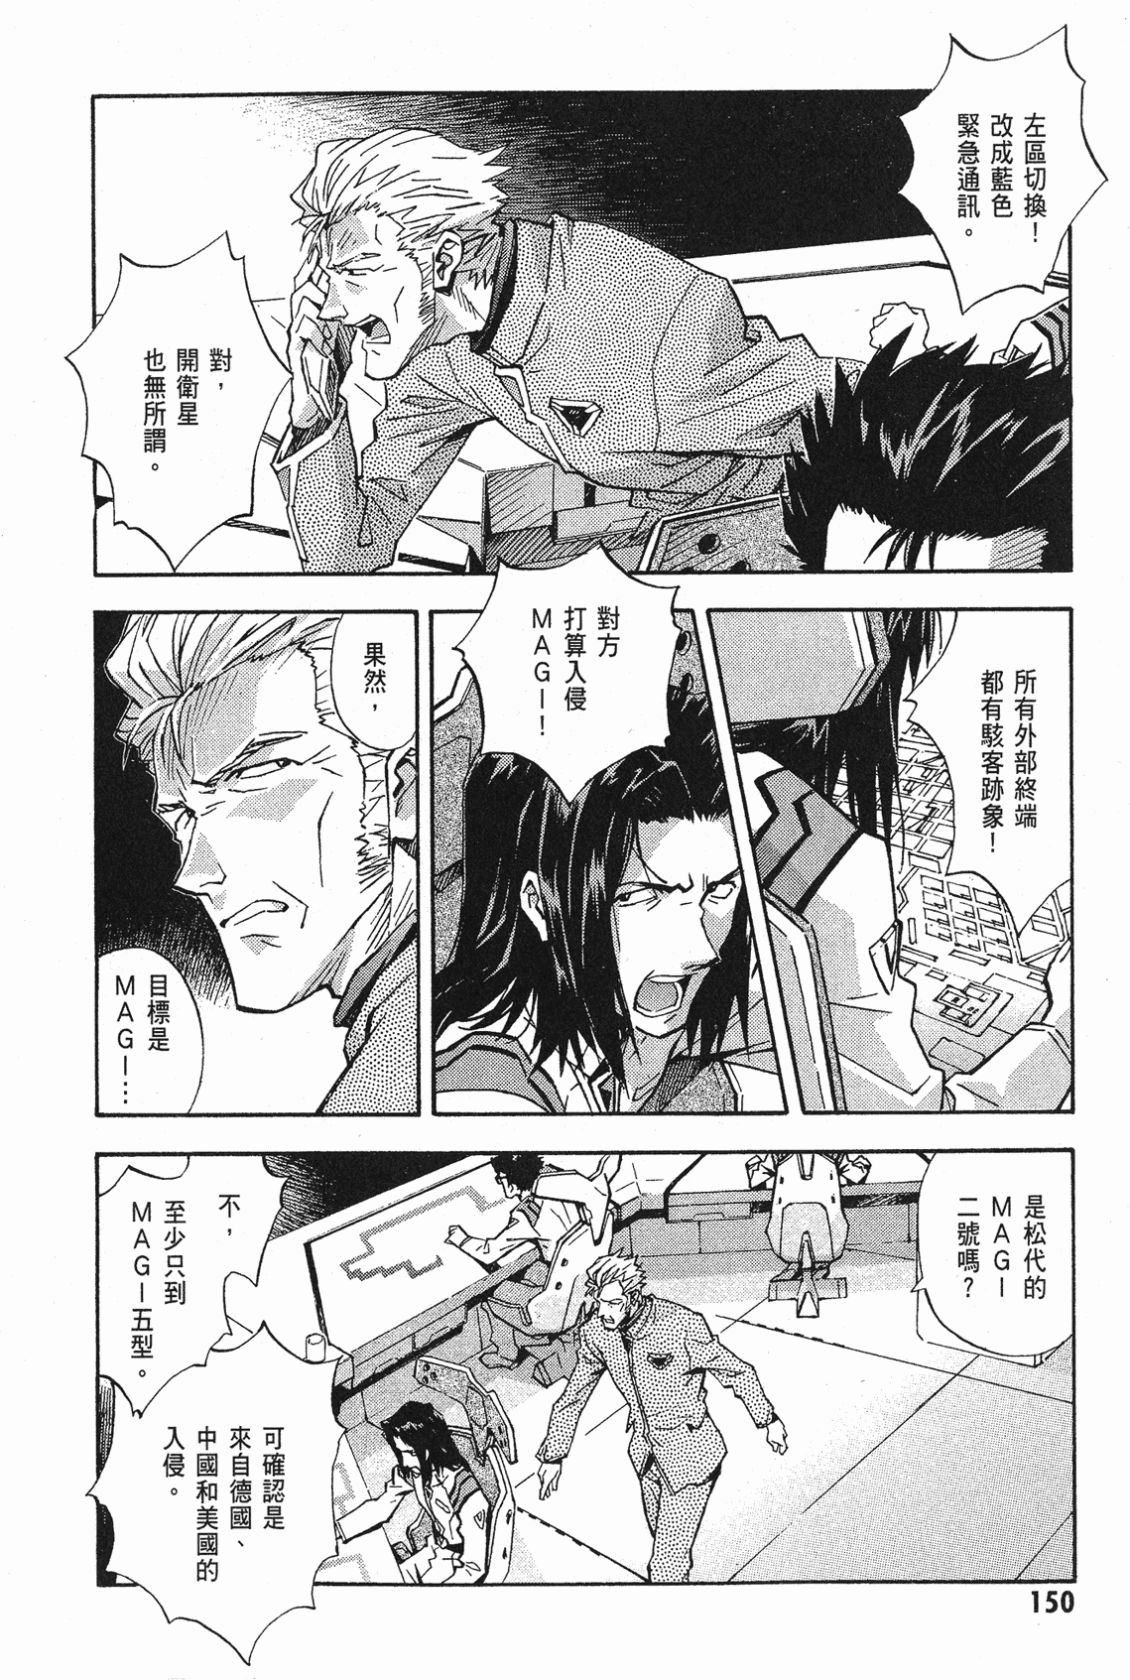 左區切換！
改成藍色
緊急通訊。
對，
開衛星
也無所謂。
所有外部終端
都有駭客跡象！
對方
打算入侵
ＭＡＧＩ！
果然，
目標是
ＭＡＧＩ…
是松代的
ＭＡＧＩ
二號嗎？
不，
至少只到
ＭＡＧＩ五型。
可確認是
來自德國、
中國和美國的
入侵。
150